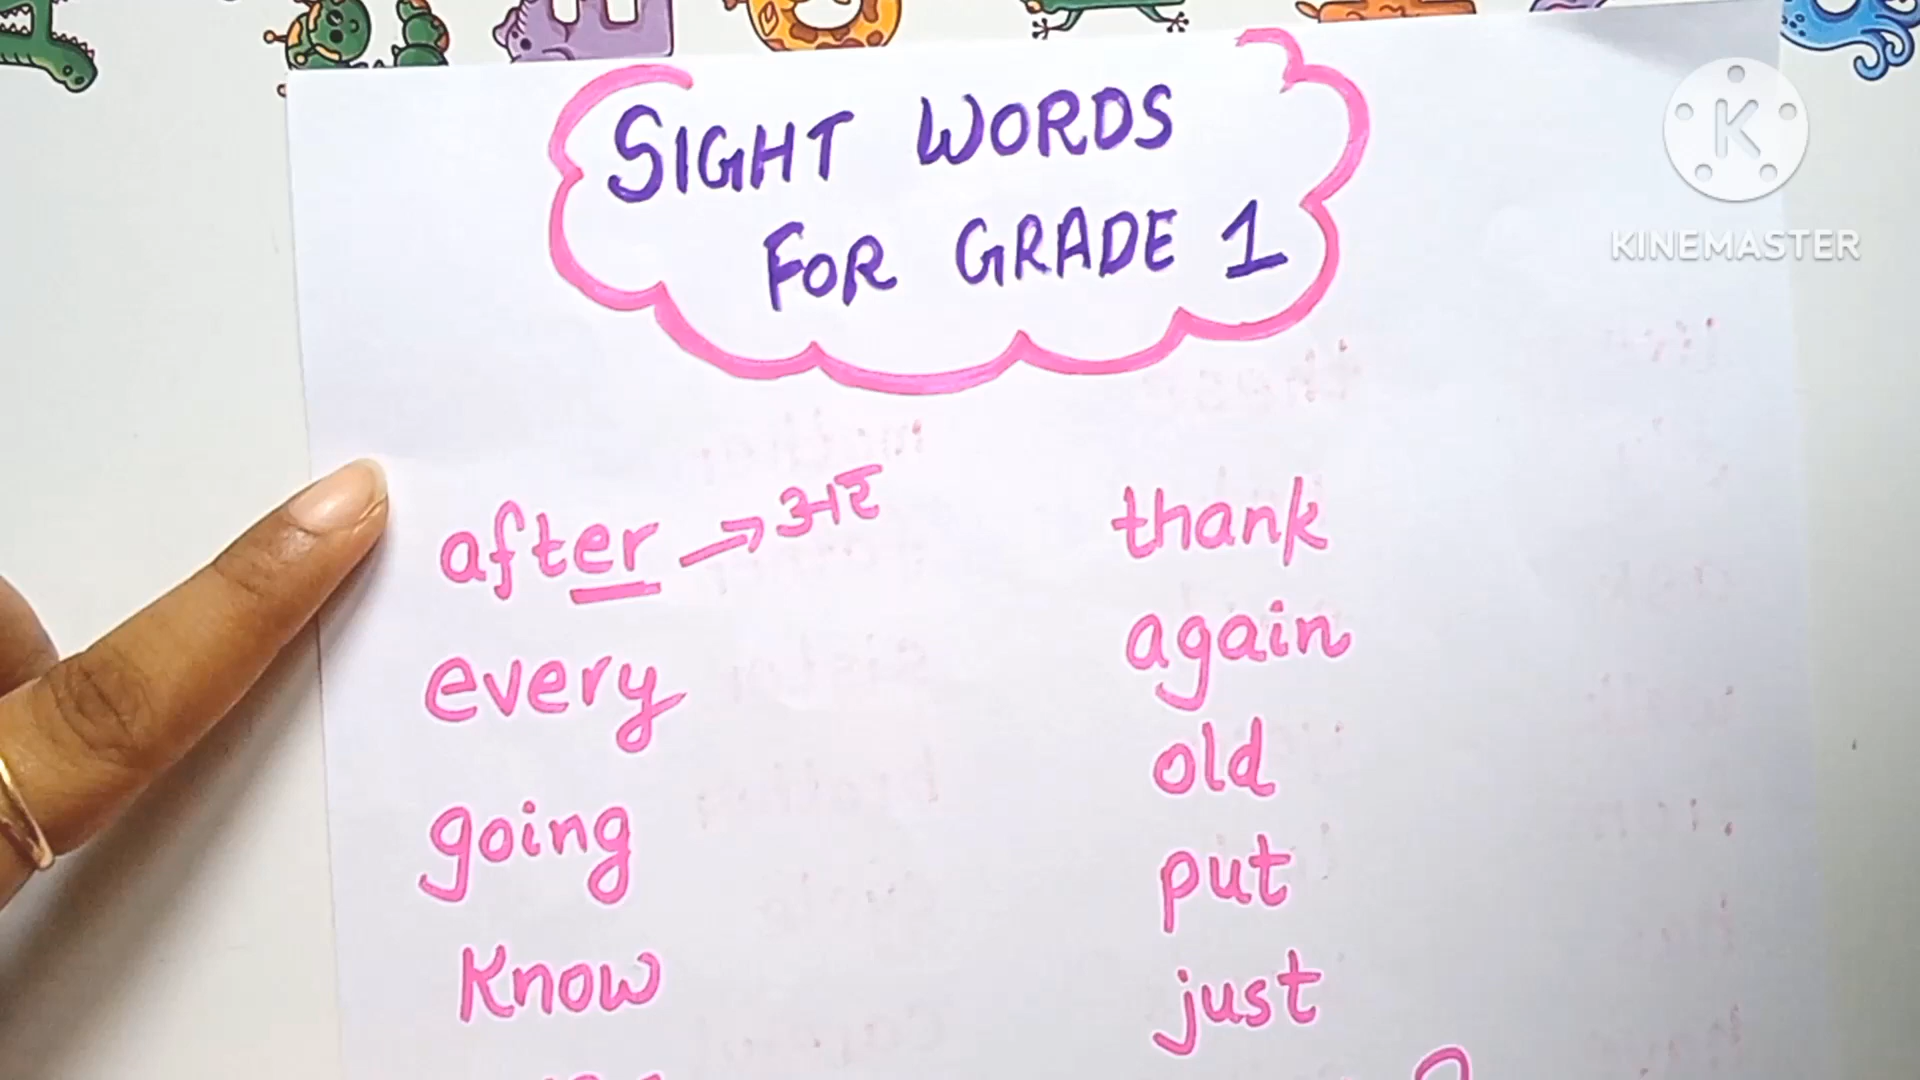 SIGHT WORDS
FOR GRADE 1
K
KINEMASTER
after → अर
every
going
know
thank
again
old
put
just